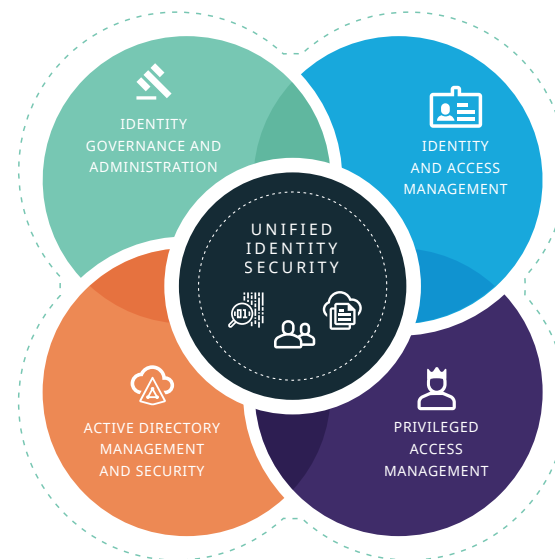 IDENTITY
GOVERNANCE AND
ADMINISTRATION
IDENTITY
AND ACCESS
MANAGEMENT
UNIFIED
IDENTITY
SECURITY
01
ACTIVE DIRECTORY
MANAGEMENT
AND SECURITY
PRIVILEGED
ACCESS
MANAGEMENT